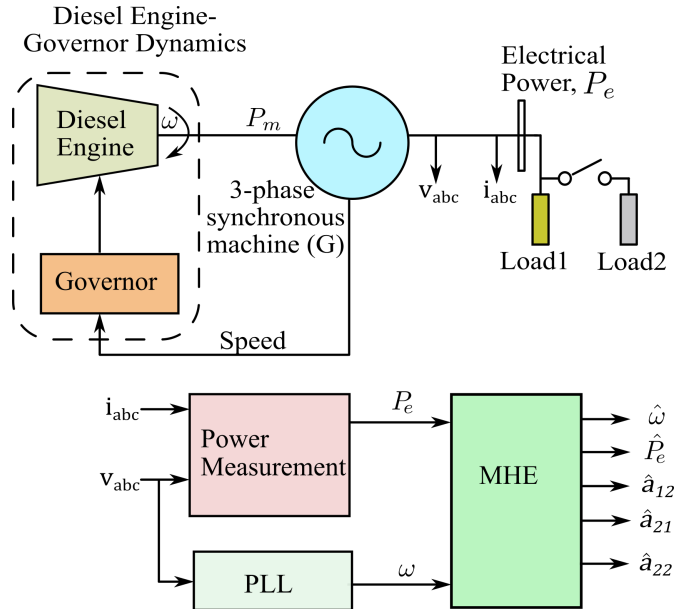 Diesel Engine-
Governor Dynamics
Electrical
Power, P_e
Diesel
Engine
ω
P_m
v_abc
i_abc
3-phase
synchronous
machine (G)
Load1
Load2
Governor
Speed
i_abc
v_abc
Power
Measurement
P_e
MHE
PLL
ω
ω̂
P̂_e
â_12
â_21
â_22